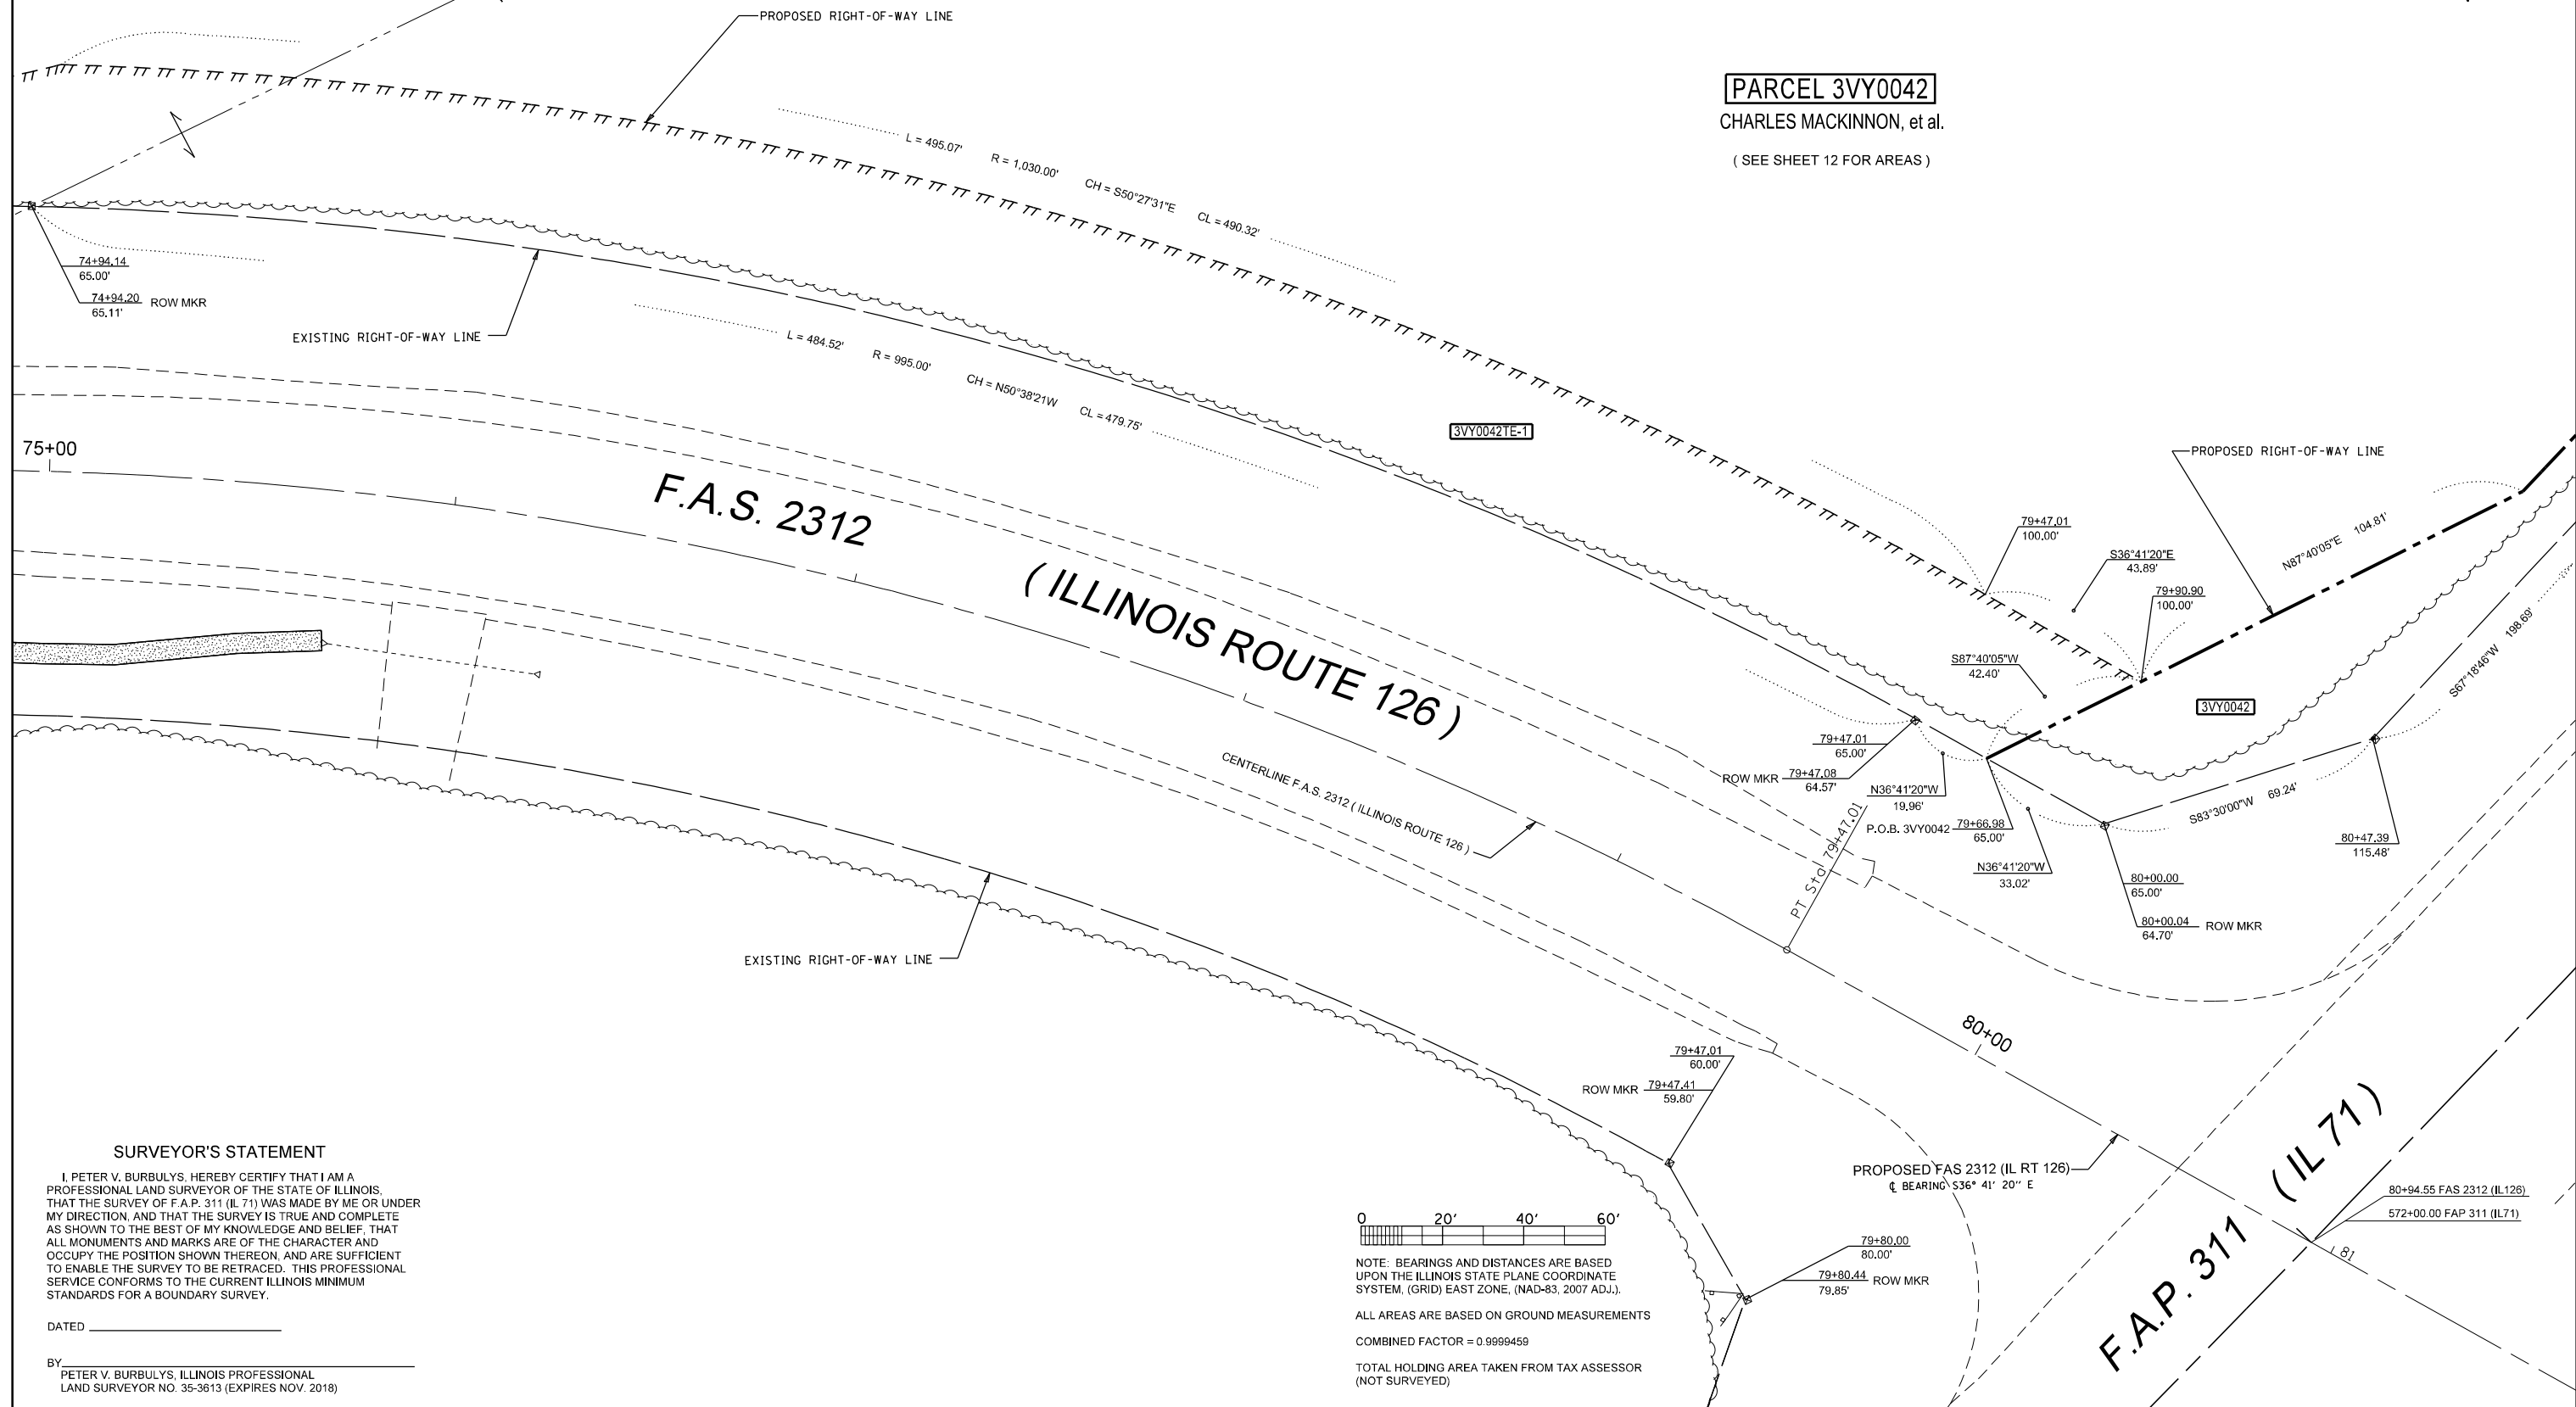 PROPOSED RIGHT-OF-WAY LINE
PARCEL 3VY0042
CHARLES MACKINNON, et al.
( SEE SHEET 12 FOR AREAS )
L = 495.07' R = 1,030.00' CH = S50°27'31"E CL = 490.32'
74+94.14
65.00'
74+94.20 ROW MKR
65.11'
EXISTING RIGHT-OF-WAY LINE
L = 484.52' R = 995.00' CH = N50°38'21W CL = 479.75'
3VY0042TE-1
75+00
F.A.S. 2312
( ILLINOIS ROUTE 126 )
PROPOSED RIGHT-OF-WAY LINE
79+47.01
100.00'
S36°41'20"E
43.89'
79+90.90
100.00'
N87°40'05"E 104.81'
S87°40'05"W
42.40'
3VY0042
S67°18'46"W 198.69'
79+47.01
65.00'
ROW MKR 79+47.08
64.57'
N36°41'20"W
19.96'
P.O.B. 3VY0042 79+66.98
65.00'
N36°41'20"W
33.02'
S83°30'00"W 69.24'
80+47.39
115.48'
80+00.00
65.00'
80+00.04 ROW MKR
64.70'
CENTERLINE F.A.S. 2312 ( ILLINOIS ROUTE 126 )
PT Sta 79+47.01
EXISTING RIGHT-OF-WAY LINE
80+00
79+47.01
60.00'
ROW MKR 79+47.41
59.80'
PROPOSED FAS 2312 (IL RT 126)
℄ BEARING S36° 41' 20" E
F.A.P. 311 ( IL 71 )
80+94.55 FAS 2312 (IL126)
572+00.00 FAP 311 (IL71)
81
79+80.00
80.00'
79+80.44 ROW MKR
79.85'
SURVEYOR'S STATEMENT
I, PETER V. BURBULYS, HEREBY CERTIFY THAT I AM A
PROFESSIONAL LAND SURVEYOR OF THE STATE OF ILLINOIS,
THAT THE SURVEY OF F.A.P. 311 (IL 71) WAS MADE BY ME OR UNDER
MY DIRECTION, AND THAT THE SURVEY IS TRUE AND COMPLETE
AS SHOWN TO THE BEST OF MY KNOWLEDGE AND BELIEF, THAT
ALL MONUMENTS AND MARKS ARE OF THE CHARACTER AND
OCCUPY THE POSITION SHOWN THEREON, AND ARE SUFFICIENT
TO ENABLE THE SURVEY TO BE RETRACED. THIS PROFESSIONAL
SERVICE CONFORMS TO THE CURRENT ILLINOIS MINIMUM
STANDARDS FOR A BOUNDARY SURVEY.
DATED
BY
PETER V. BURBULYS, ILLINOIS PROFESSIONAL
LAND SURVEYOR NO. 35-3613 (EXPIRES NOV. 2018)
0 20' 40' 60'
NOTE: BEARINGS AND DISTANCES ARE BASED
UPON THE ILLINOIS STATE PLANE COORDINATE
SYSTEM, (GRID) EAST ZONE, (NAD-83, 2007 ADJ.).
ALL AREAS ARE BASED ON GROUND MEASUREMENTS
COMBINED FACTOR = 0.9999459
TOTAL HOLDING AREA TAKEN FROM TAX ASSESSOR
(NOT SURVEYED)